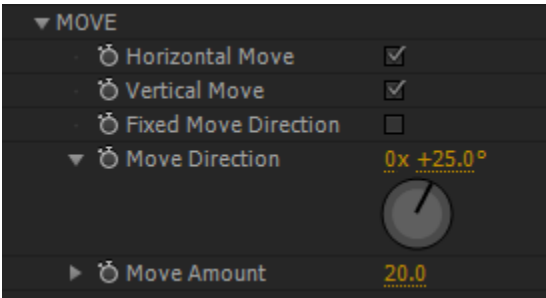 MOVE
Horizontal Move
Vertical Move
Fixed Move Direction
Move Direction 0x +25.0°
Move Amount 20.0